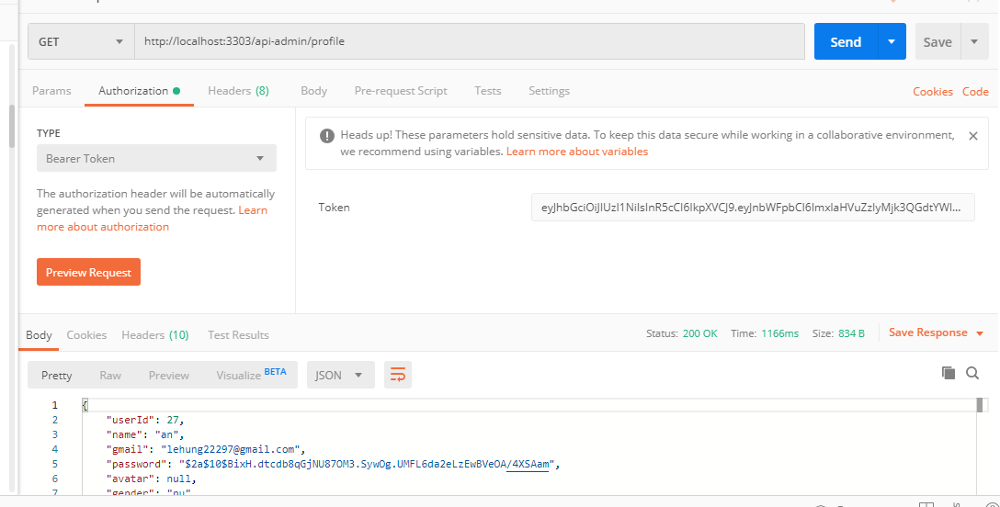 GET http://localhost:3303/api-admin/profile Send Save
Params Authorization Headers (8) Body Pre-request Script Tests Settings Cookies Code
TYPE
Bearer Token
The authorization header will be automatically
generated when you send the request. Learn
more about authorization
Preview Request
Heads up! These parameters hold sensitive data. To keep this data secure while working in a collaborative environment,
we recommend using variables. Learn more about variables
Token eyJhbGciOiJIUzI1NiIsInR5cCI6IkpXVCJ9.eyJnbWFpbCI6ImxlaHVuZzIyMjk3QGdtYWl...
Body Cookies Headers (10) Test Results Status: 200 OK Time: 1166ms Size: 834 B Save Response
Pretty Raw Preview Visualize BETA JSON
1 {
2 "userId": 27,
3 "name": "an",
4 "gmail": "lehung22297@gmail.com",
5 "password": "$2a$10$BixH.dtcdb8qGjNU87OM3.SywOg.UMFL6da2eLzEwBVeOA/4XSAam",
6 "avatar": null,
7 "gender": "nu"